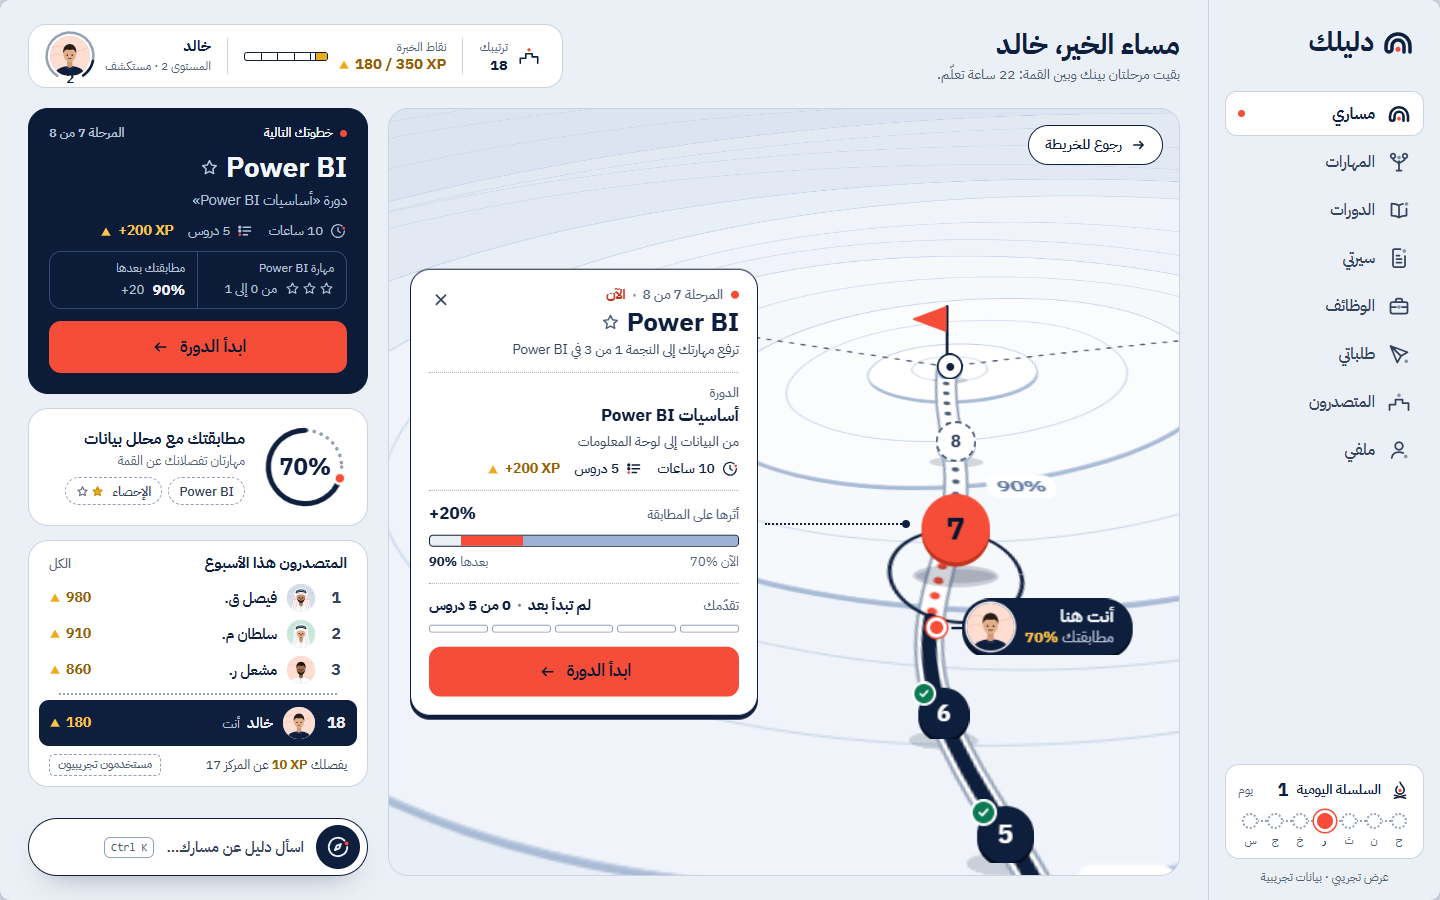 دليلك
مساري
المهارات
الدورات
سيرتي
الوظائف
طلباتي
المتصدرون
ملفي
السلسلة اليومية 1 يوم
ح ن ث ر خ ج س
عرض تجريبي · بيانات تجريبية
مساء الخير، خالد
بقيت مرحلتان بينك وبين القمة: 22 ساعة تعلّم.
ترتيبك
18
نقاط الخبرة
180 / 350 XP
خالد
المستوى 2 · مستكشف
2
رجوع للخريطة
8
90%
7
أنت هنا
مطابقتك 70%
6
5
المرحلة 7 من 8 · الآن
Power BI
ترفع مهارتك إلى النجمة 1 من 3 في Power BI
الدورة
أساسيات Power BI
من البيانات إلى لوحة المعلومات
10 ساعات
5 دروس
+200 XP
أثرها على المطابقة
+20%
الآن 70%
بعدها 90%
تقدّمك
لم تبدأ بعد · 0 من 5 دروس
ابدأ الدورة
خطوتك التالية
المرحلة 7 من 8
Power BI
دورة «أساسيات Power BI»
10 ساعات
5 دروس
+200 XP
مهارة Power BI
من 0 إلى 1
مطابقتك بعدها
90% +20
ابدأ الدورة
70%
مطابقتك مع محلل بيانات
مهارتان تفصلانك عن القمة
Power BI
الإحصاء
المتصدرون هذا الأسبوع
الكل
1 فيصل ق. 980
2 سلطان م. 910
3 مشعل ر. 860
18 خالد أنت 180
يفصلك 10 XP عن المركز 17
مستخدمون تجريبيون
اسأل دليل عن مسارك...
Ctrl K